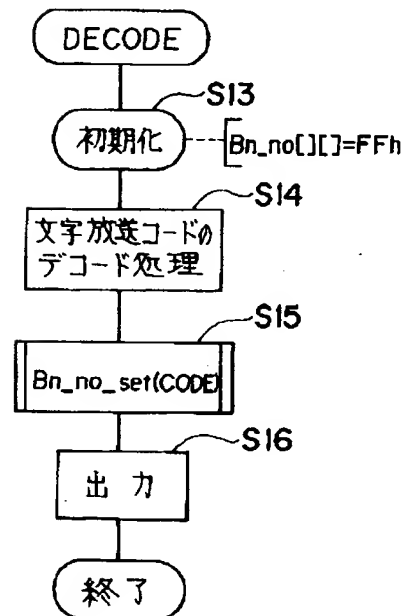 DECODE
S13
初期化
Bn_no[][]=FFh
S14
文字放送コードの
デコード処理
S15
Bn_no_set(CODE)
S16
出力
終了